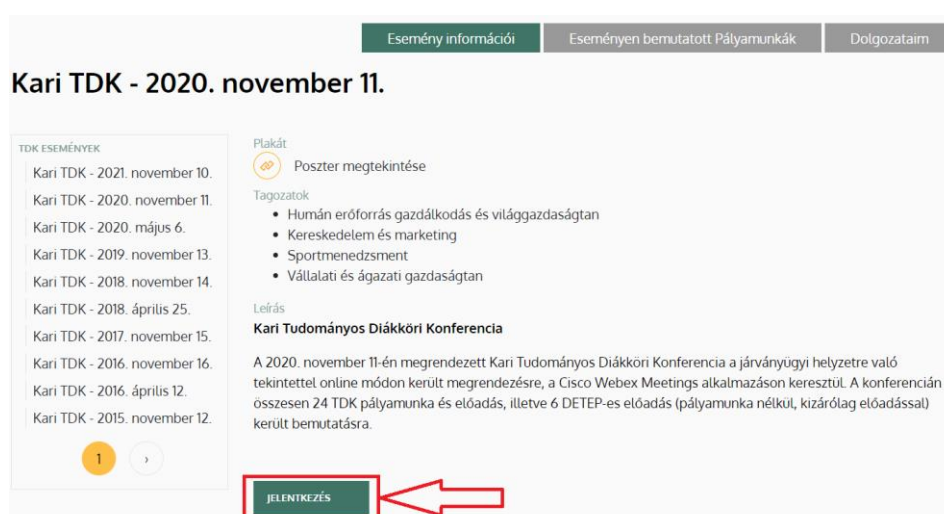 Esemény információi
Eseményen bemutatott Pályamunkák
Dolgozataim
Kari TDK - 2020. november 11.
TDK ESEMÉNYEK
Kari TDK - 2021. november 10.
Kari TDK - 2020. november 11.
Kari TDK - 2020. május 6.
Kari TDK - 2019. november 13.
Kari TDK - 2018. november 14.
Kari TDK - 2018. április 25.
Kari TDK - 2017. november 15.
Kari TDK - 2016. november 16.
Kari TDK - 2016. április 12.
Kari TDK - 2015. november 12.
1 ›
Plakát
Poszter megtekintése
Tagozatok
• Humán erőforrás gazdálkodás és világgazdaságtan
• Kereskedelem és marketing
• Sportmenedzsment
• Vállalati és ágazati gazdaságtan
Leírás
Kari Tudományos Diákköri Konferencia
A 2020. november 11-én megrendezett Kari Tudományos Diákköri Konferencia a járványügyi helyzetre való
tekintettel online módon került megrendezésre, a Cisco Webex Meetings alkalmazáson keresztül. A konferencián
összesen 24 TDK pályamunka és előadás, illetve 6 DETEP-es előadás (pályamunka nélkül, kizárólag előadással)
került bemutatásra.
JELENTKEZÉS